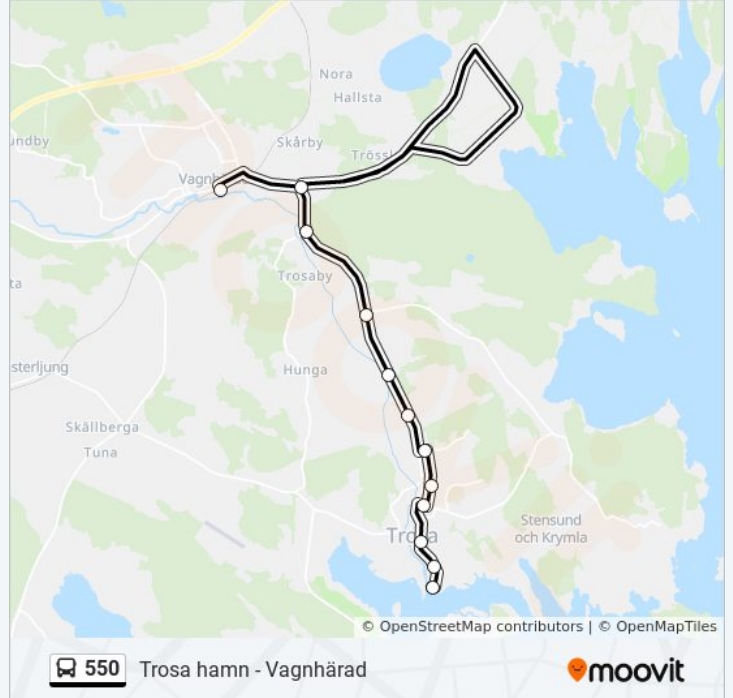 Nora
Hallsta
undby
Skårby
Trössl
Vagnh
Trosaby
ta
Hunga
sterljung
Skällberga
Tuna
Stensund
och Krymla
Tro a
© OpenStreetMap contributors | © OpenMapTiles
550 Trosa hamn - Vagnhärad
moovit